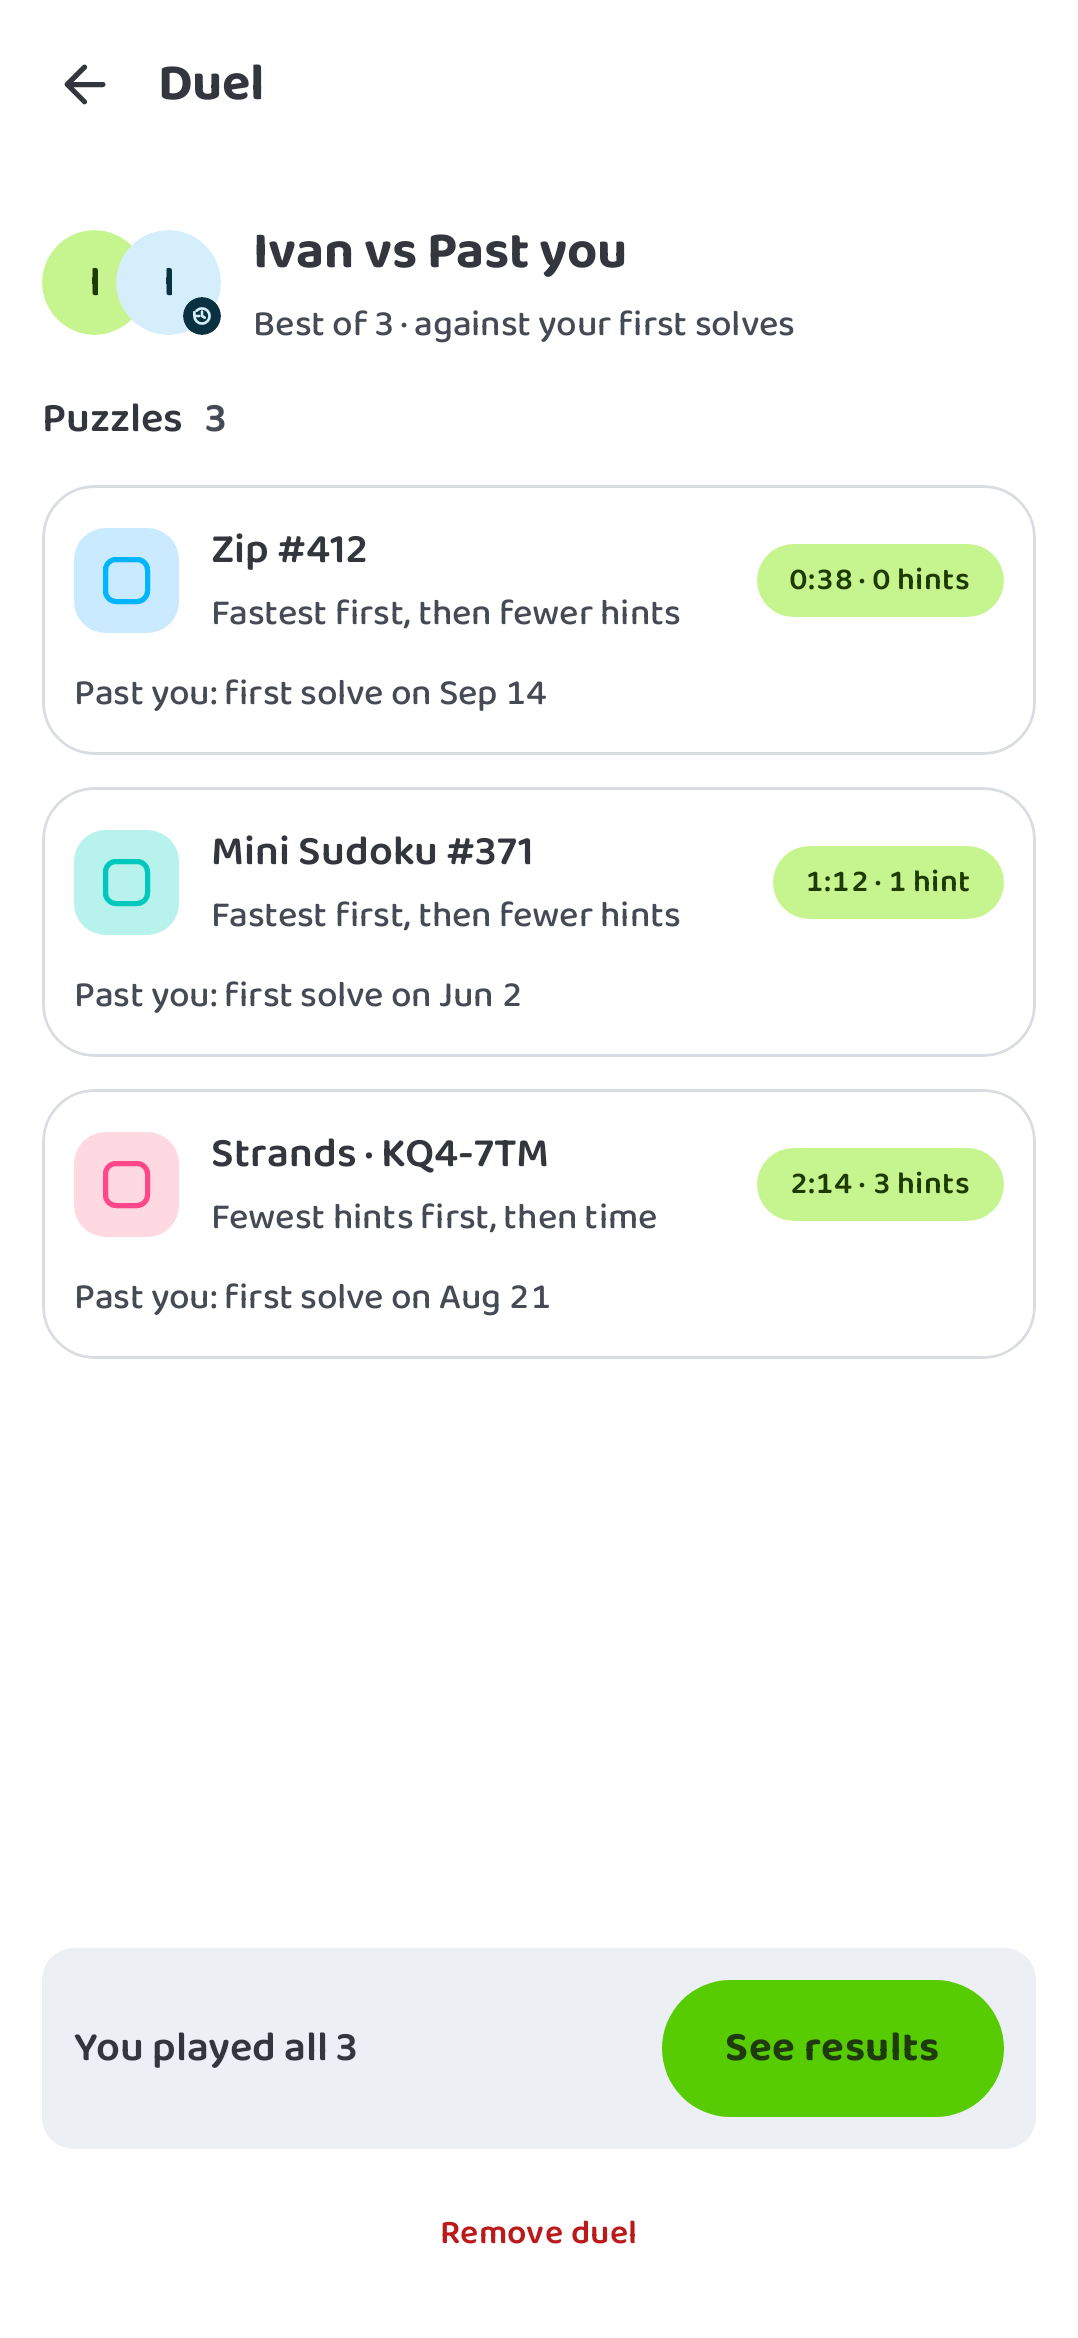 Duel
I
I
Ivan vs Past you
Best of 3 · against your first solves
Puzzles 3
Zip #412
Fastest first, then fewer hints
0:38 · 0 hints
Past you: first solve on Sep 14
Mini Sudoku #371
Fastest first, then fewer hints
1:12 · 1 hint
Past you: first solve on Jun 2
Strands · KQ4-7TM
Fewest hints first, then time
2:14 · 3 hints
Past you: first solve on Aug 21
You played all 3
See results
Remove duel